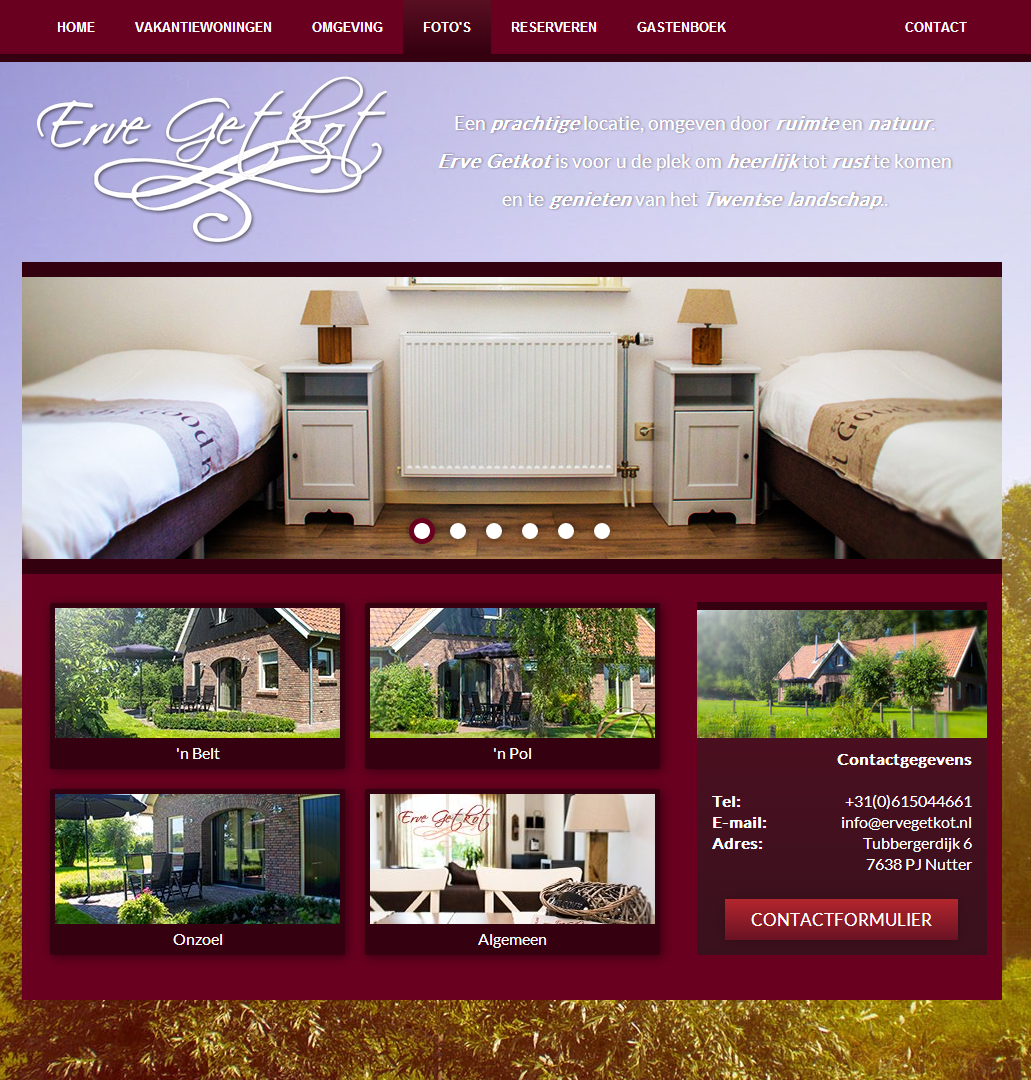 HOME VAKANTIEWONINGEN OMGEVING FOTO'S RESERVEREN GASTENBOEK CONTACT
Erve Getkot
Een prachtige locatie, omgeven door ruimte en natuur.
Erve Getkot is voor u de plek om heerlijk tot rust te komen
en te genieten van het Twentse landschap..
'n Belt
'n Pol
Onzoel
Erve Getkot
Algemeen
Contactgegevens
Tel: +31(0)615044661
E-mail: info@ervegetkot.nl
Adres: Tubbergerdijk 6
7638 PJ Nutter
CONTACTFORMULIER